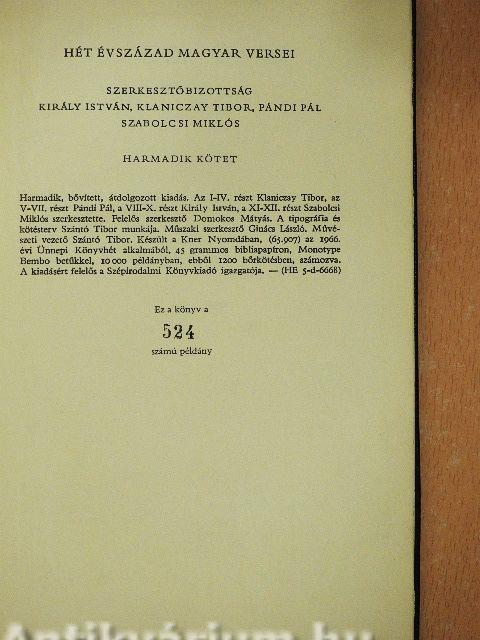 HÉT ÉVSZÁZAD MAGYAR VERSEI
SZERKESZTŐBIZOTTSÁG
KIRÁLY ISTVÁN, KLANICZAY TIBOR, PÁNDI PÁL
SZABOLCSI MIKLÓS
HARMADIK KÖTET
Harmadik, bővített, átdolgozott kiadás. Az I-IV. részt Klaniczay Tibor, az
V-VII. részt Pándi Pál, a VIII-X. részt Király István, a XI-XII. részt Szabolcsi
Miklós szerkesztette. Felelős szerkesztő Domokos Mátyás. A tipográfia és
kötésterv Szántó Tibor munkája. Műszaki szerkesztő Ginács László. Művé-
szeti vezető Szántó Tibor. Készült a Kner Nyomdában, (65.907) az 1966.
évi Ünnepi Könyvhét alkalmából, 45 grammos bibliapapíron, Monotype
Bembo betűkkel, 10 000 példányban, ebből 1200 bőrkötésben, számozva.
A kiadásért felelős a Szépirodalmi Könyvkiadó igazgatója. — (HE 5-d-6668)
Ez a könyv a
524
számú példány
Antikvárium.hu